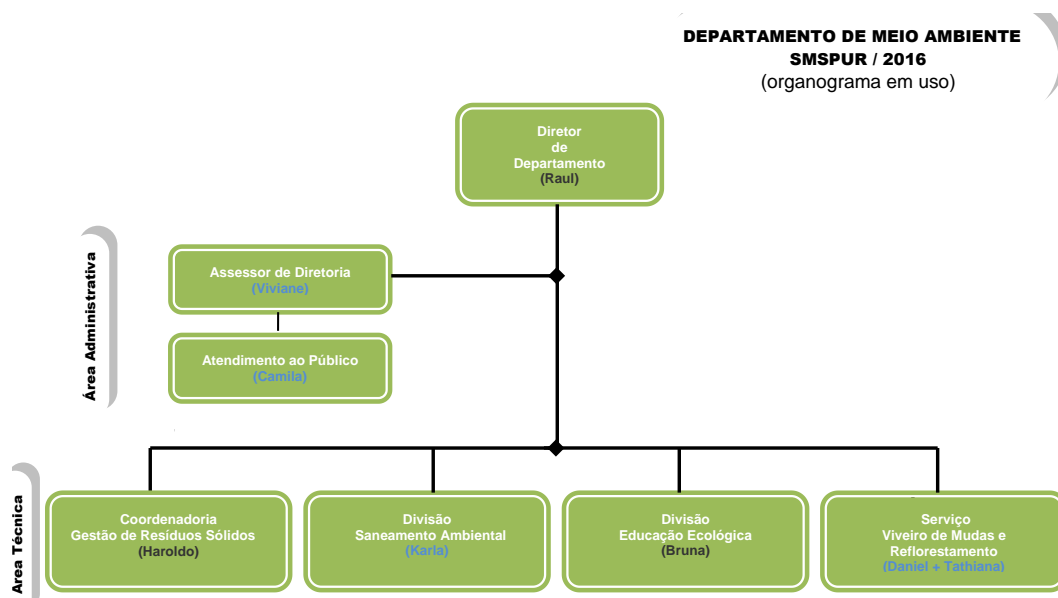 DEPARTAMENTO DE MEIO AMBIENTE
SMSPUR / 2016
(organograma em uso)
Diretor
de
Departamento
(Raul)
Área Administrativa
Assessor de Diretoria
(Viviane)
Atendimento ao Público
(Camila)
Área Técnica
Coordenadoria
Gestão de Resíduos Sólidos
(Haroldo)
Divisão
Saneamento Ambiental
(Karla)
Divisão
Educação Ecológica
(Bruna)
Serviço
Viveiro de Mudas e
Reflorestamento
(Daniel + Tathiana)